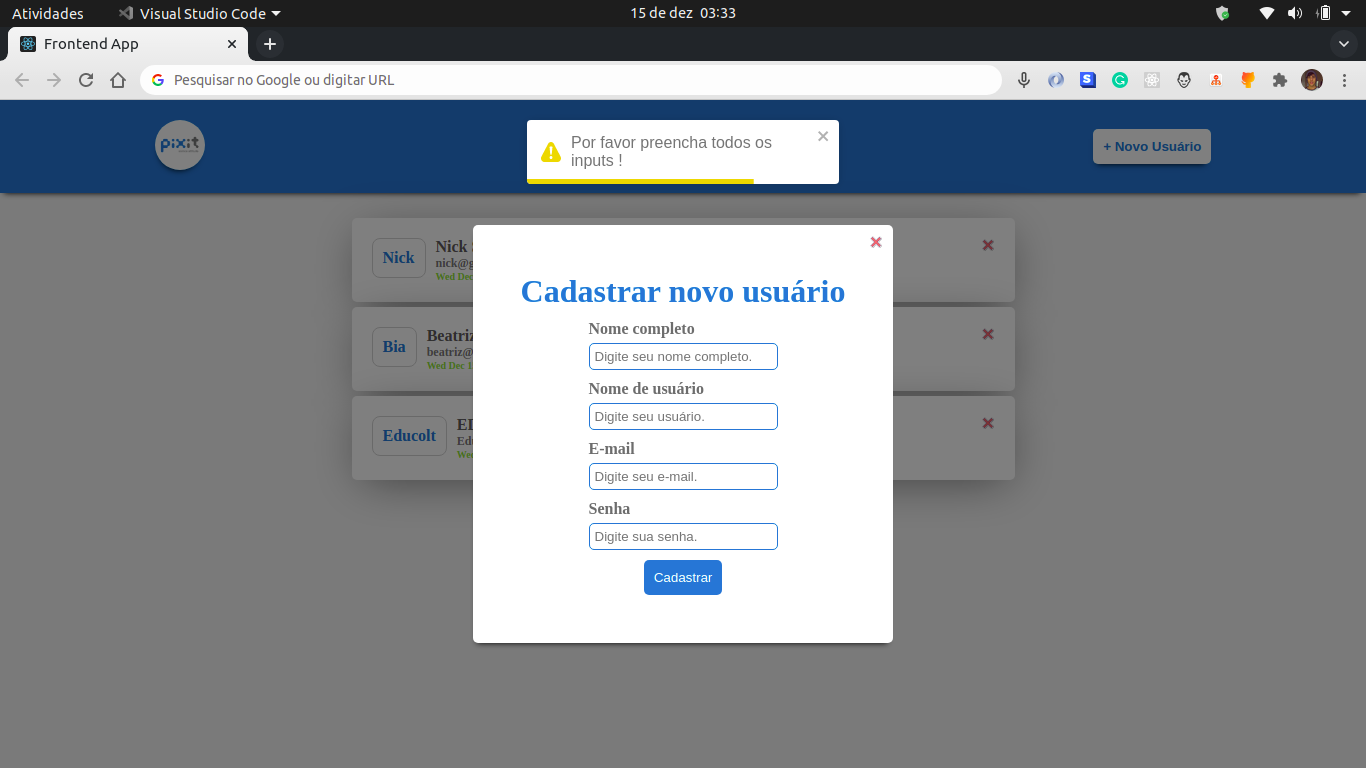 Atividades Visual Studio Code 15 de dez 03:33
Frontend App
Pesquisar no Google ou digitar URL
pixit
Por favor preencha todos os
inputs !
+ Novo Usuário
Nick
Nick
nick@g
Wed Dec
Bia
Beatriz
beatriz@
Wed Dec 1
Educolt
Edu
Wed
Cadastrar novo usuário
Nome completo
Digite seu nome completo.
Nome de usuário
Digite seu usuário.
E-mail
Digite seu e-mail.
Senha
Digite sua senha.
Cadastrar